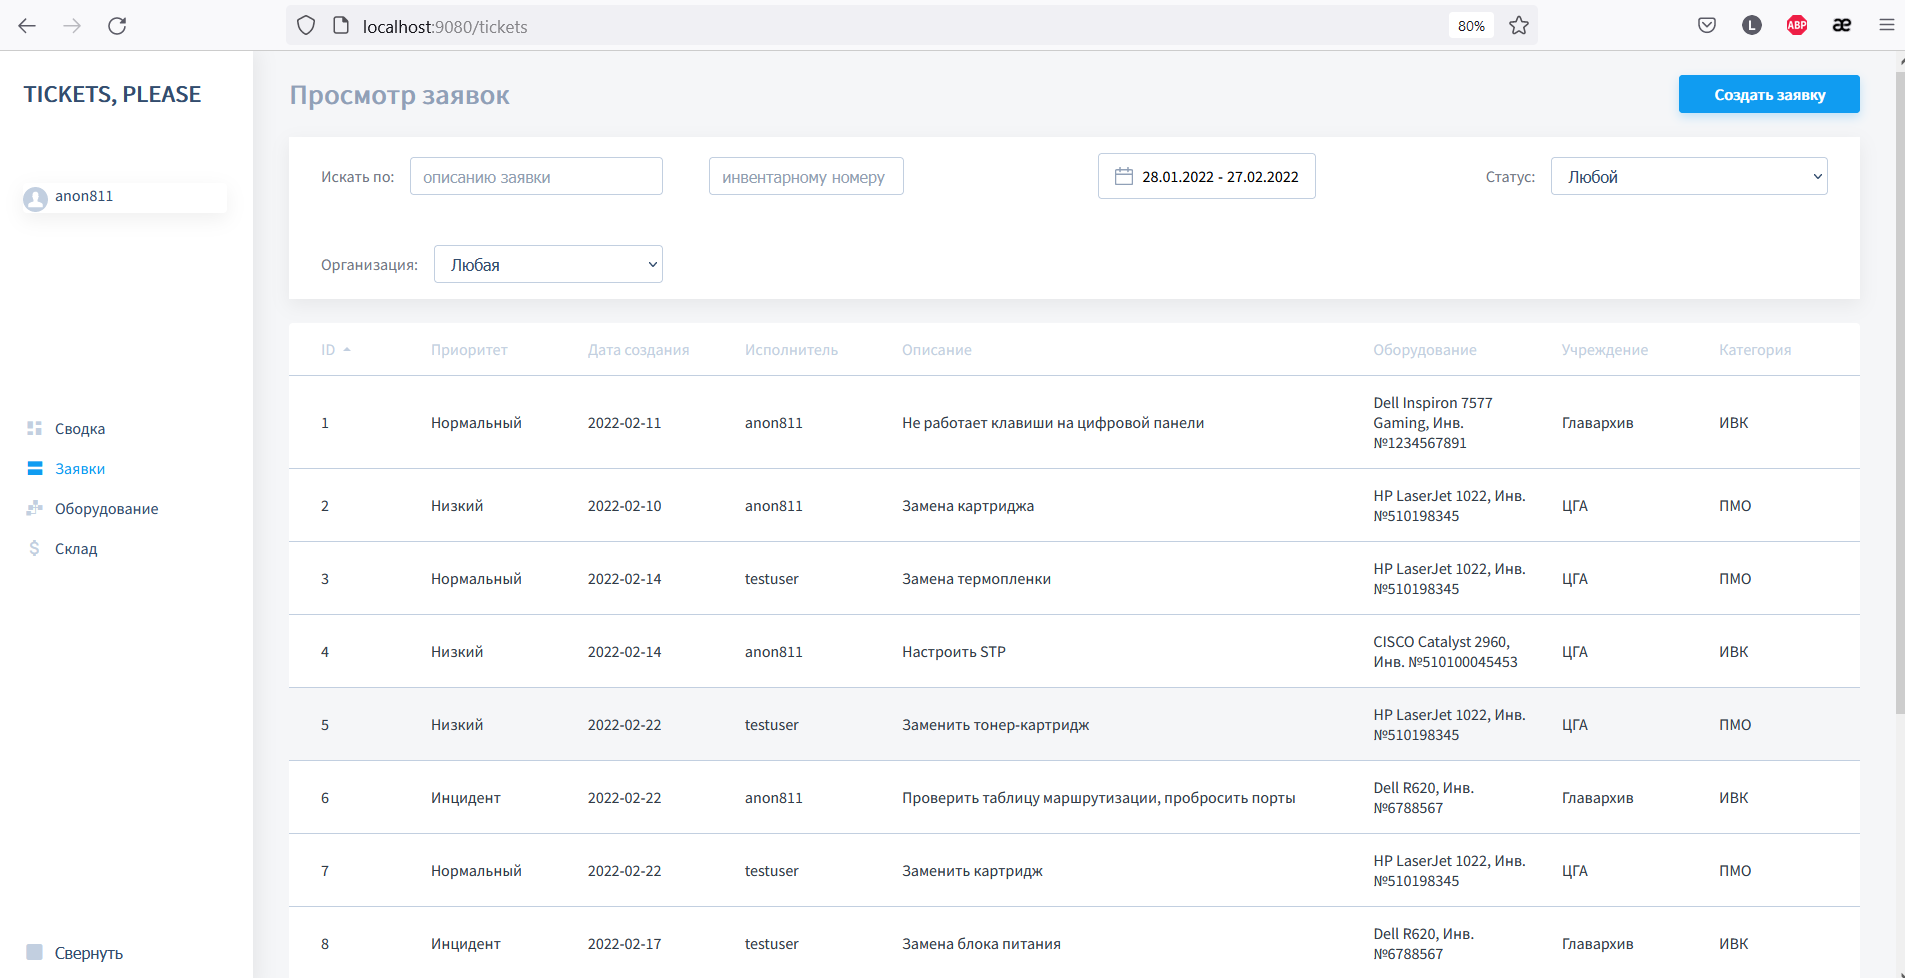 localhost:9080/tickets
80%
L
ABP
æ
TICKETS, PLEASE
Просмотр заявок
Создать заявку
anon811
Искать по:
описанию заявки
инвентарному номеру
28.01.2022 - 27.02.2022
Статус:
Любой
Организация:
Любая
Сводка
Заявки
Оборудование
$ Склад
Свернуть
ID Приоритет Дата создания Исполнитель Описание Оборудование Учреждение Категория
1 Нормальный 2022-02-11 anon811 Не работает клавиши на цифровой панели Dell Inspiron 7577
Gaming, Инв.
№1234567891 Главархив ИВК
2 Низкий 2022-02-10 anon811 Замена картриджа HP LaserJet 1022, Инв.
№510198345 ЦГА ПМО
3 Нормальный 2022-02-14 testuser Замена термопленки HP LaserJet 1022, Инв.
№510198345 ЦГА ПМО
4 Низкий 2022-02-14 anon811 Настроить STP CISCO Catalyst 2960,
Инв. №510100045453 ЦГА ИВК
5 Низкий 2022-02-22 testuser Заменить тонер-картридж HP LaserJet 1022, Инв.
№510198345 ЦГА ПМО
6 Инцидент 2022-02-22 anon811 Проверить таблицу маршрутизации, пробросить порты Dell R620, Инв.
№6788567 Главархив ИВК
7 Нормальный 2022-02-22 testuser Заменить картридж HP LaserJet 1022, Инв.
№510198345 ЦГА ПМО
8 Инцидент 2022-02-17 testuser Замена блока питания Dell R620, Инв.
№6788567 Главархив ИВК